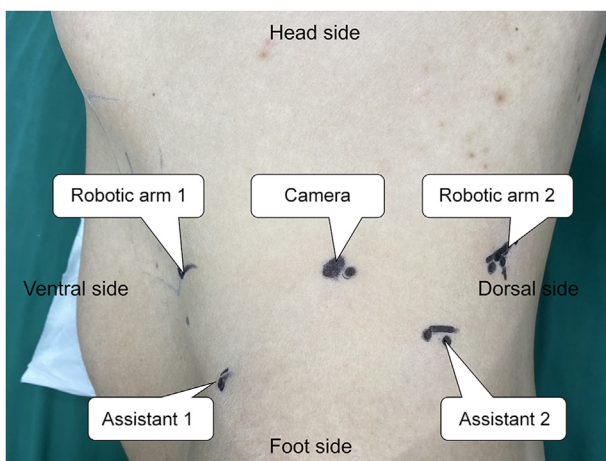 Head side
Robotic arm 1
Camera
Robotic arm 2
Ventral side
Dorsal side
Assistant 1
Assistant 2
Foot side